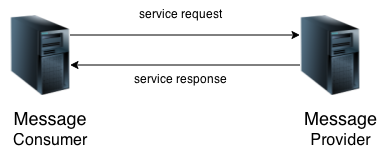 service request
service response
Message
Consumer
Message
Provider